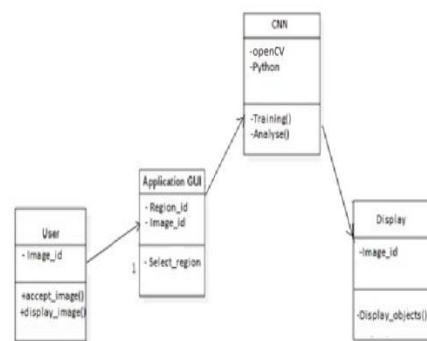 CNN
-openCV
-Python
-Training()
-Analyse()
Application GUI
- Region_id
- Image_id
- Select_region
1
User
- Image_id
+accept_image()
+display_image()
Display
-Image_id
-Display_objects()